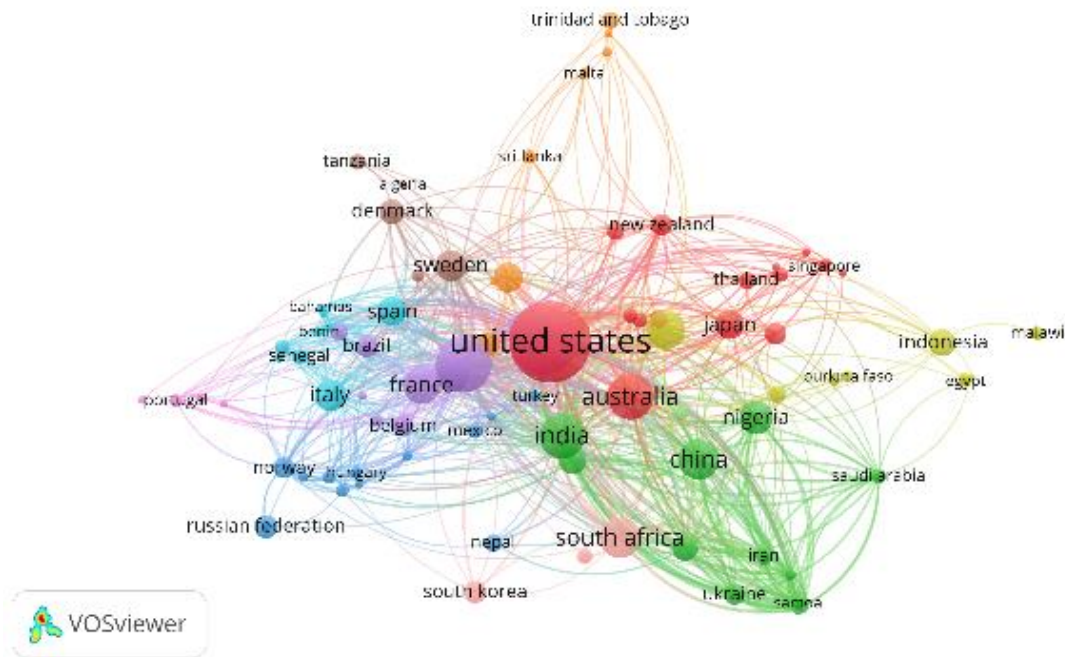 trinidad and tobago
malta
sri lanka
tanzania
algeria
denmark
new zealand
sweden
singapore
thailand
bahamas
spain
benin
brazil
united states
japan
malawi
indonesia
senegal
france
burkina faso
egypt
italy
turkey
australia
portugal
belgium
mexico
india
nigeria
china
norway
hungary
saudi arabia
russian federation
south africa
nepal
iran
south korea
ukraine
samoa
VOSviewer